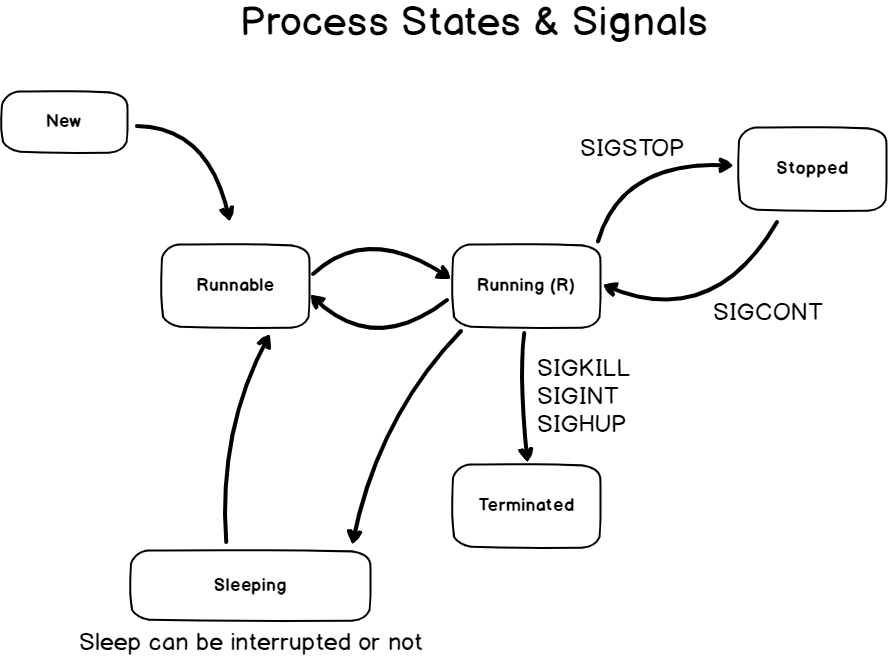 Process States & Signals
New
SIGSTOP
Stopped
Runnable
Running (R)
SIGCONT
SIGKILL
SIGINT
SIGHUP
Terminated
Sleeping
Sleep can be interrupted or not